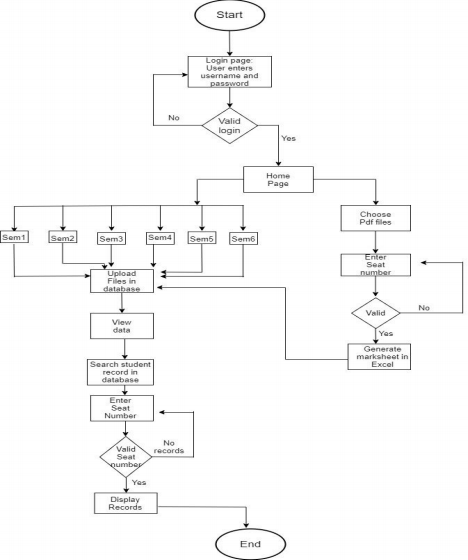 Start
Login page:
User enters
username and
password
Valid
login
No
Yes
Home
Page
Sem1
Sem2
Sem3
Sem4
Sem5
Sem6
Choose
Pdf files
Enter
Seat
number
Valid
No
Yes
Generate
marksheet in
Excel
Upload
Files in
database
View
data
Search student
record in
database
Enter
Seat
Number
Valid
Seat
number
No
records
Yes
Display
Records
End